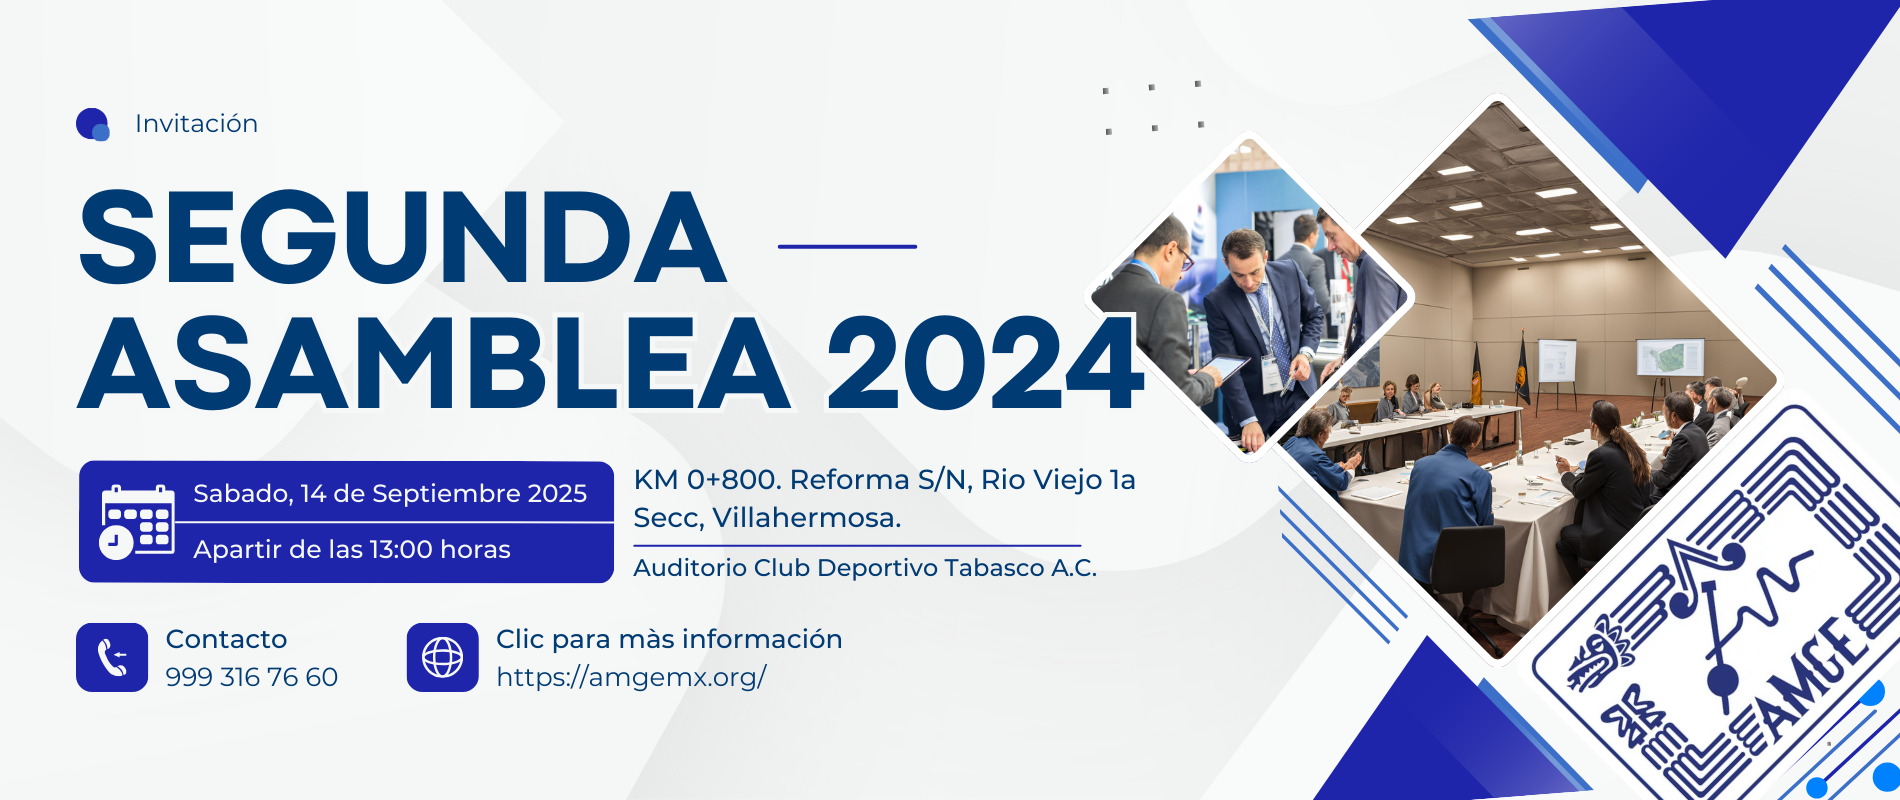 Invitación
SEGUNDA
ASAMBLEA 2024
Sabado, 14 de Septiembre 2025
Apartir de las 13:00 horas
KM 0+800. Reforma S/N, Rio Viejo 1a
Secc, Villahermosa.
Auditorio Club Deportivo Tabasco A.C.
Contacto
999 316 76 60
Clic para màs información
https://amgemx.org/
AMGE